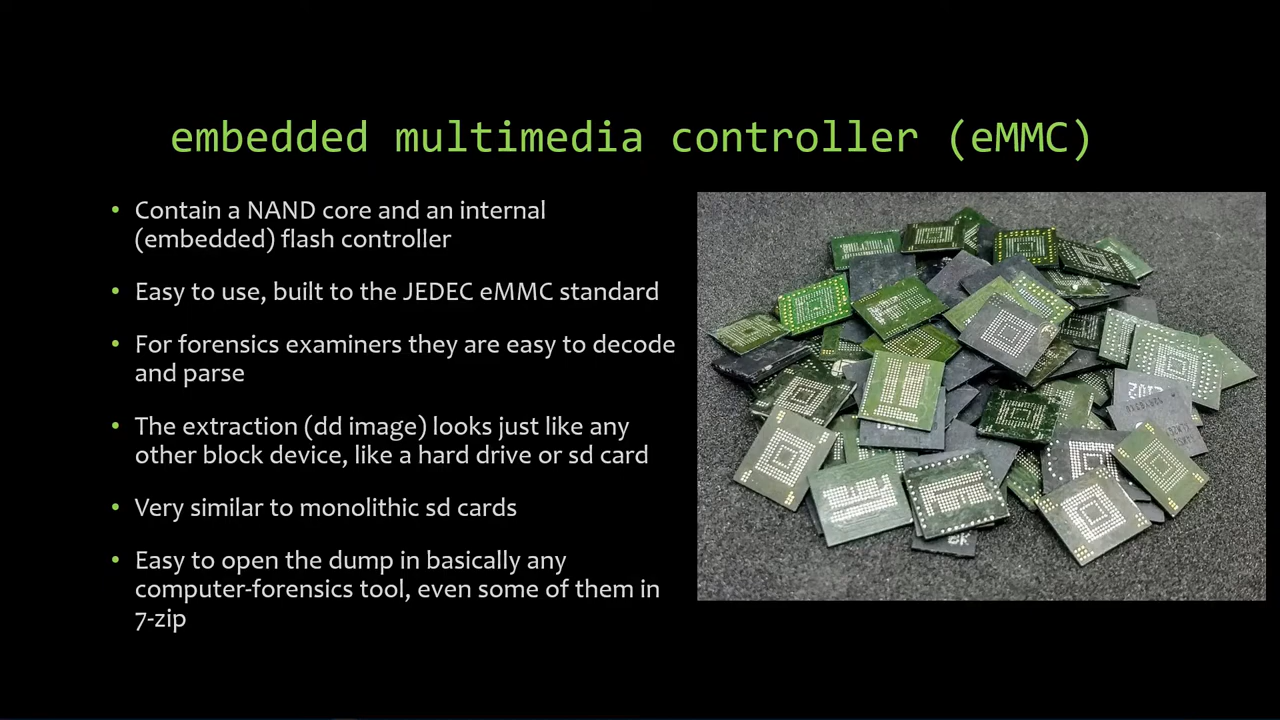 embedded multimedia controller (eMMC)
• Contain a NAND core and an internal
(embedded) flash controller
• Easy to use, built to the JEDEC eMMC standard
• For forensics examiners they are easy to decode
and parse
• The extraction (dd image) looks just like any
other block device, like a hard drive or sd card
• Very similar to monolithic sd cards
• Easy to open the dump in basically any
computer-forensics tool, even some of them in
7-zip